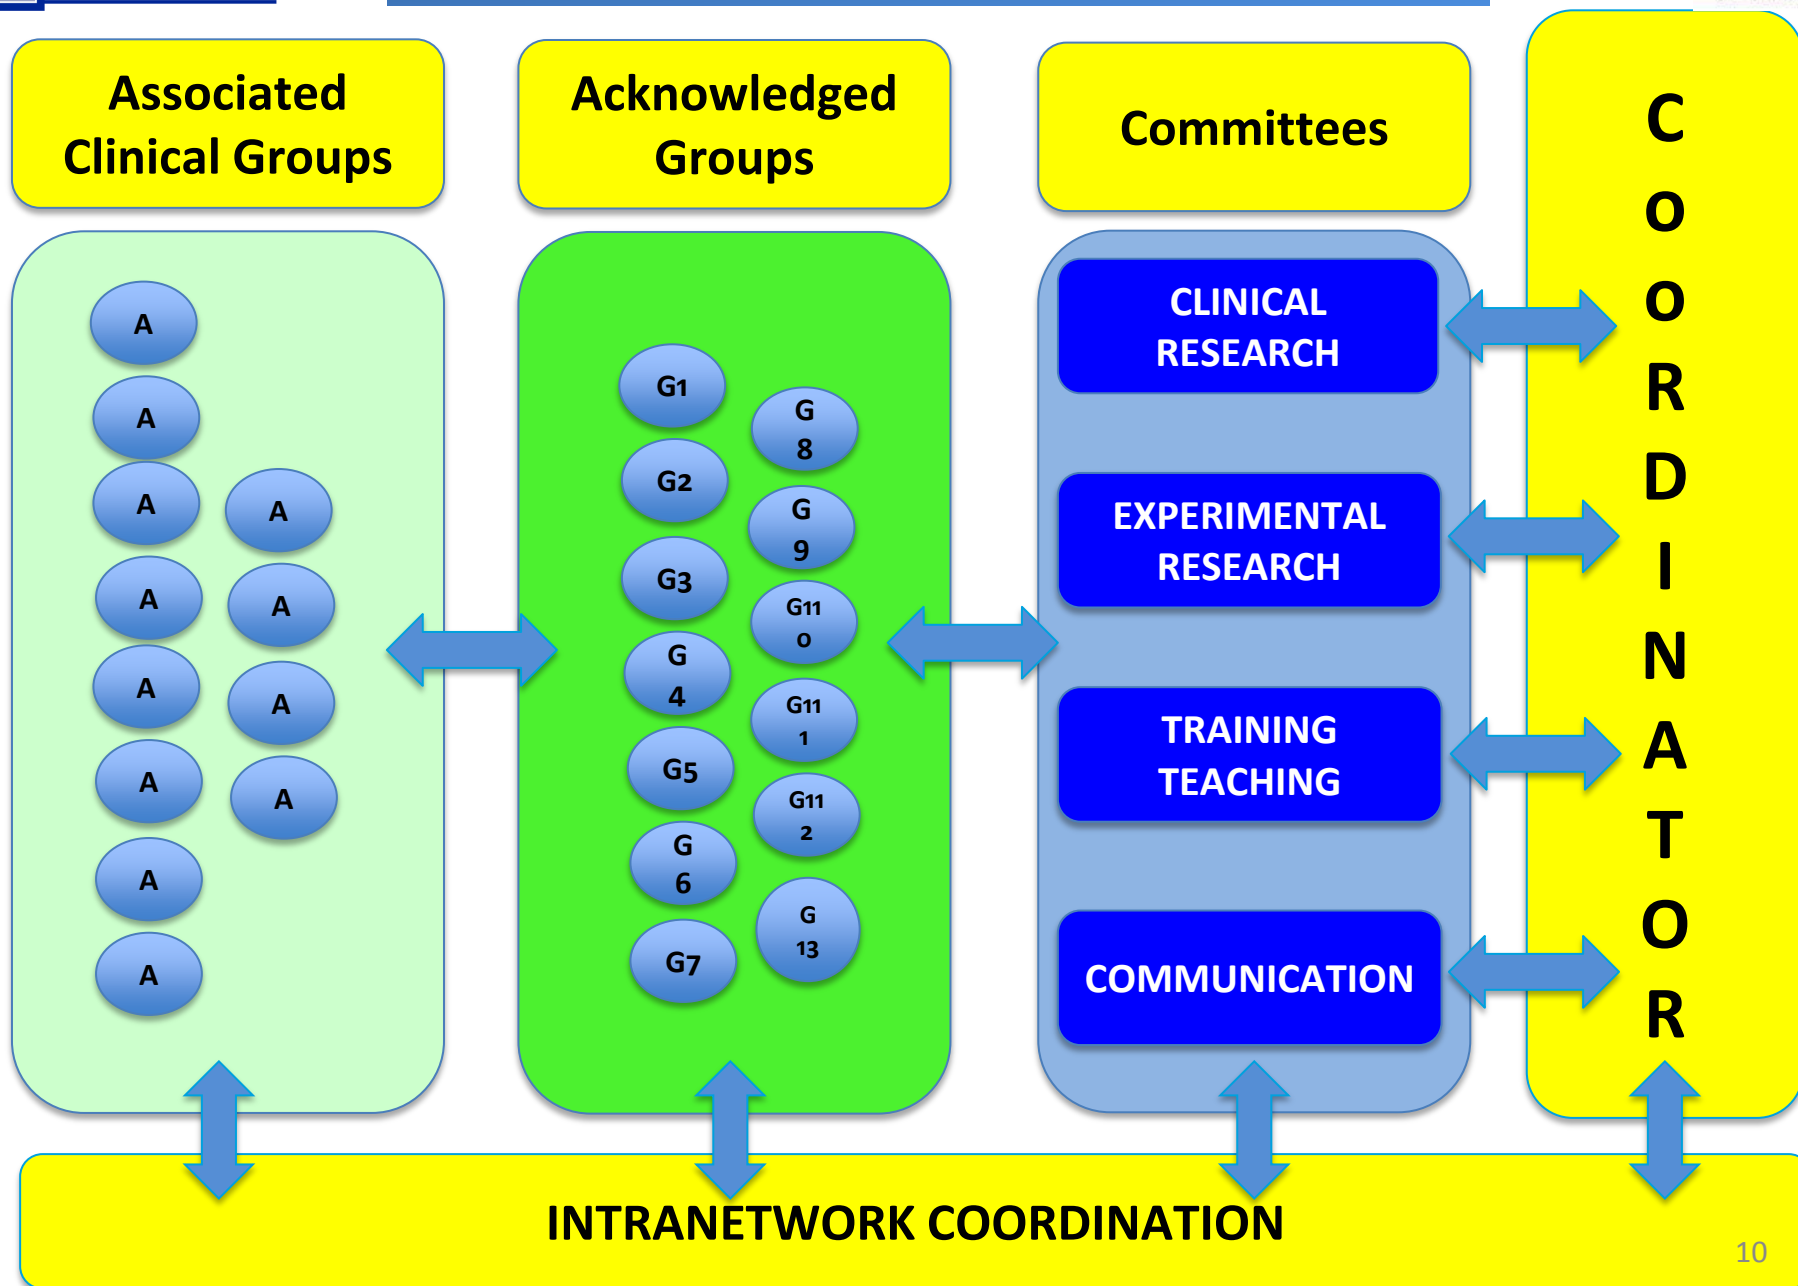 Associated
Clinical Groups
Acknowledged
Groups
Committees
C
o
o
R
D
I
N
A
T
O
R
A
A
A
A
A
A
A
A
A
A
A
A
G1
G2
G3
G
4
G5
G
6
G7
G
8
G
9
G11
0
G11
1
G11
2
G
13
CLINICAL
RESEARCH
EXPERIMENTAL
RESEARCH
TRAINING
TEACHING
COMMUNICATION
INTRANETWORK COORDINATION
10